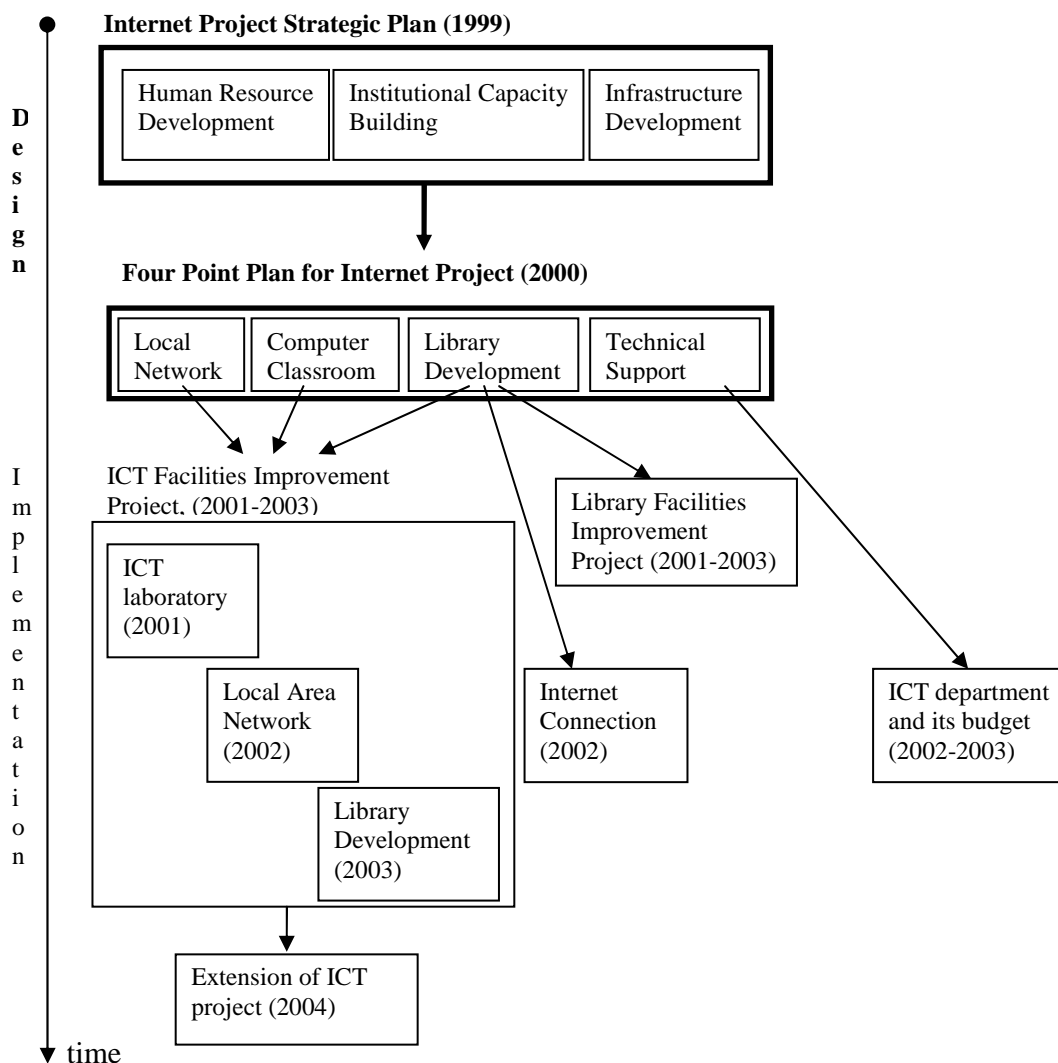 Internet Project Strategic Plan (1999)
Human Resource
Development
Institutional Capacity
Building
Infrastructure
Development
Design
Four Point Plan for Internet Project (2000)
Local
Network
Computer
Classroom
Library
Development
Technical
Support
Implementation
ICT Facilities Improvement
Project, (2001-2003)
Library Facilities
Improvement
Project (2001-2003)
ICT
laboratory
(2001)
Local Area
Network
(2002)
Internet
Connection
(2002)
ICT department
and its budget
(2002-2003)
Library
Development
(2003)
Extension of ICT
project (2004)
time